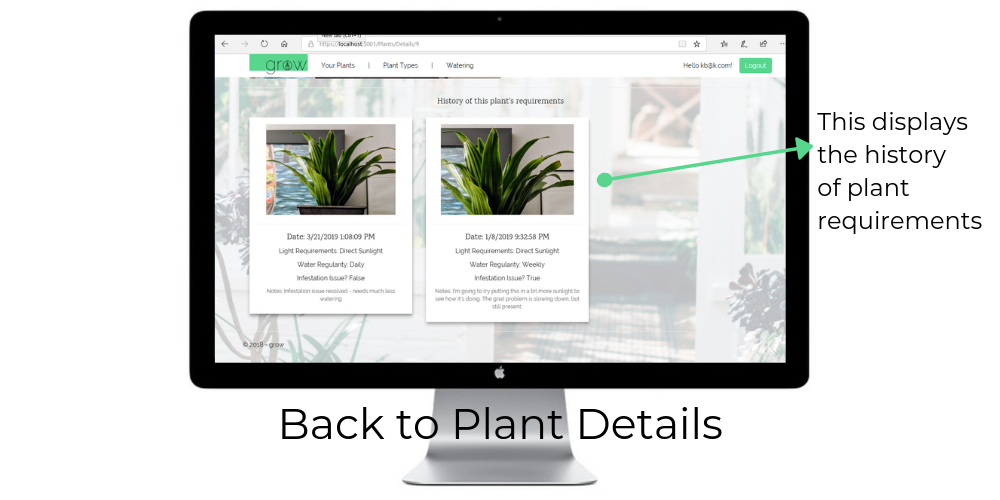 New tab (Ctrl+T)
https://localhost:5001/Plants/Details/9
grow
Your Plants | Plant Types | Watering
Hello kb@k.com!
Logout
History of this plant's requirements
Date: 3/21/2019 1:08:09 PM
Light Requirements: Direct Sunlight
Water Regularity: Daily
Infestation Issue? False
Notes: Infestation issue resolved - needs much less
watering
Date: 1/8/2019 9:32:58 PM
Light Requirements: Direct Sunlight
Water Regularity: Weekly
Infestation Issue? True
Notes: I'm going to try putting this in a bit more sunlight to
see how it's doing. The gnat problem is slowing down, but
still present.
© 2018 - grow
This displays
the history
of plant
requirements
Back to Plant Details